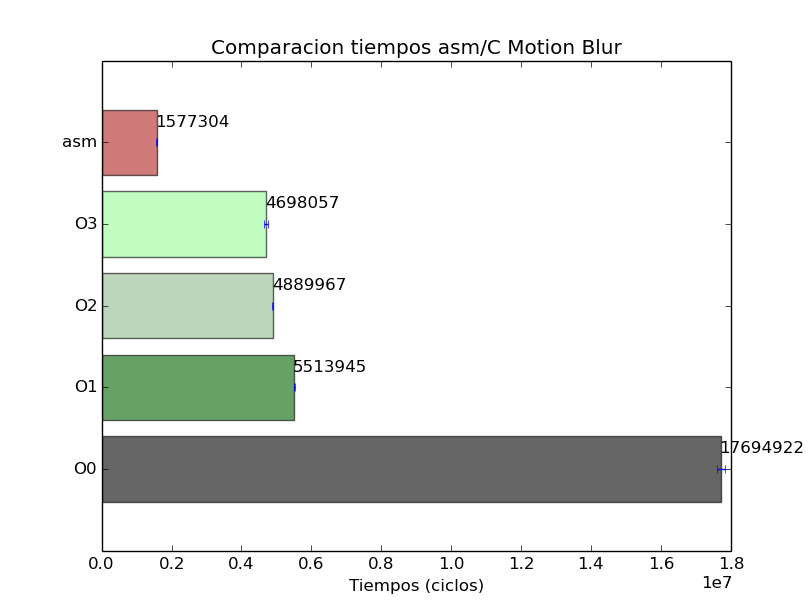 Comparacion tiempos asm/C Motion Blur
asm
1577304
O3
4698057
O2
4889967
O1
5513945
O0
17694922
0.0 0.2 0.4 0.6 0.8 1.0 1.2 1.4 1.6 1.8
1e7
Tiempos (ciclos)